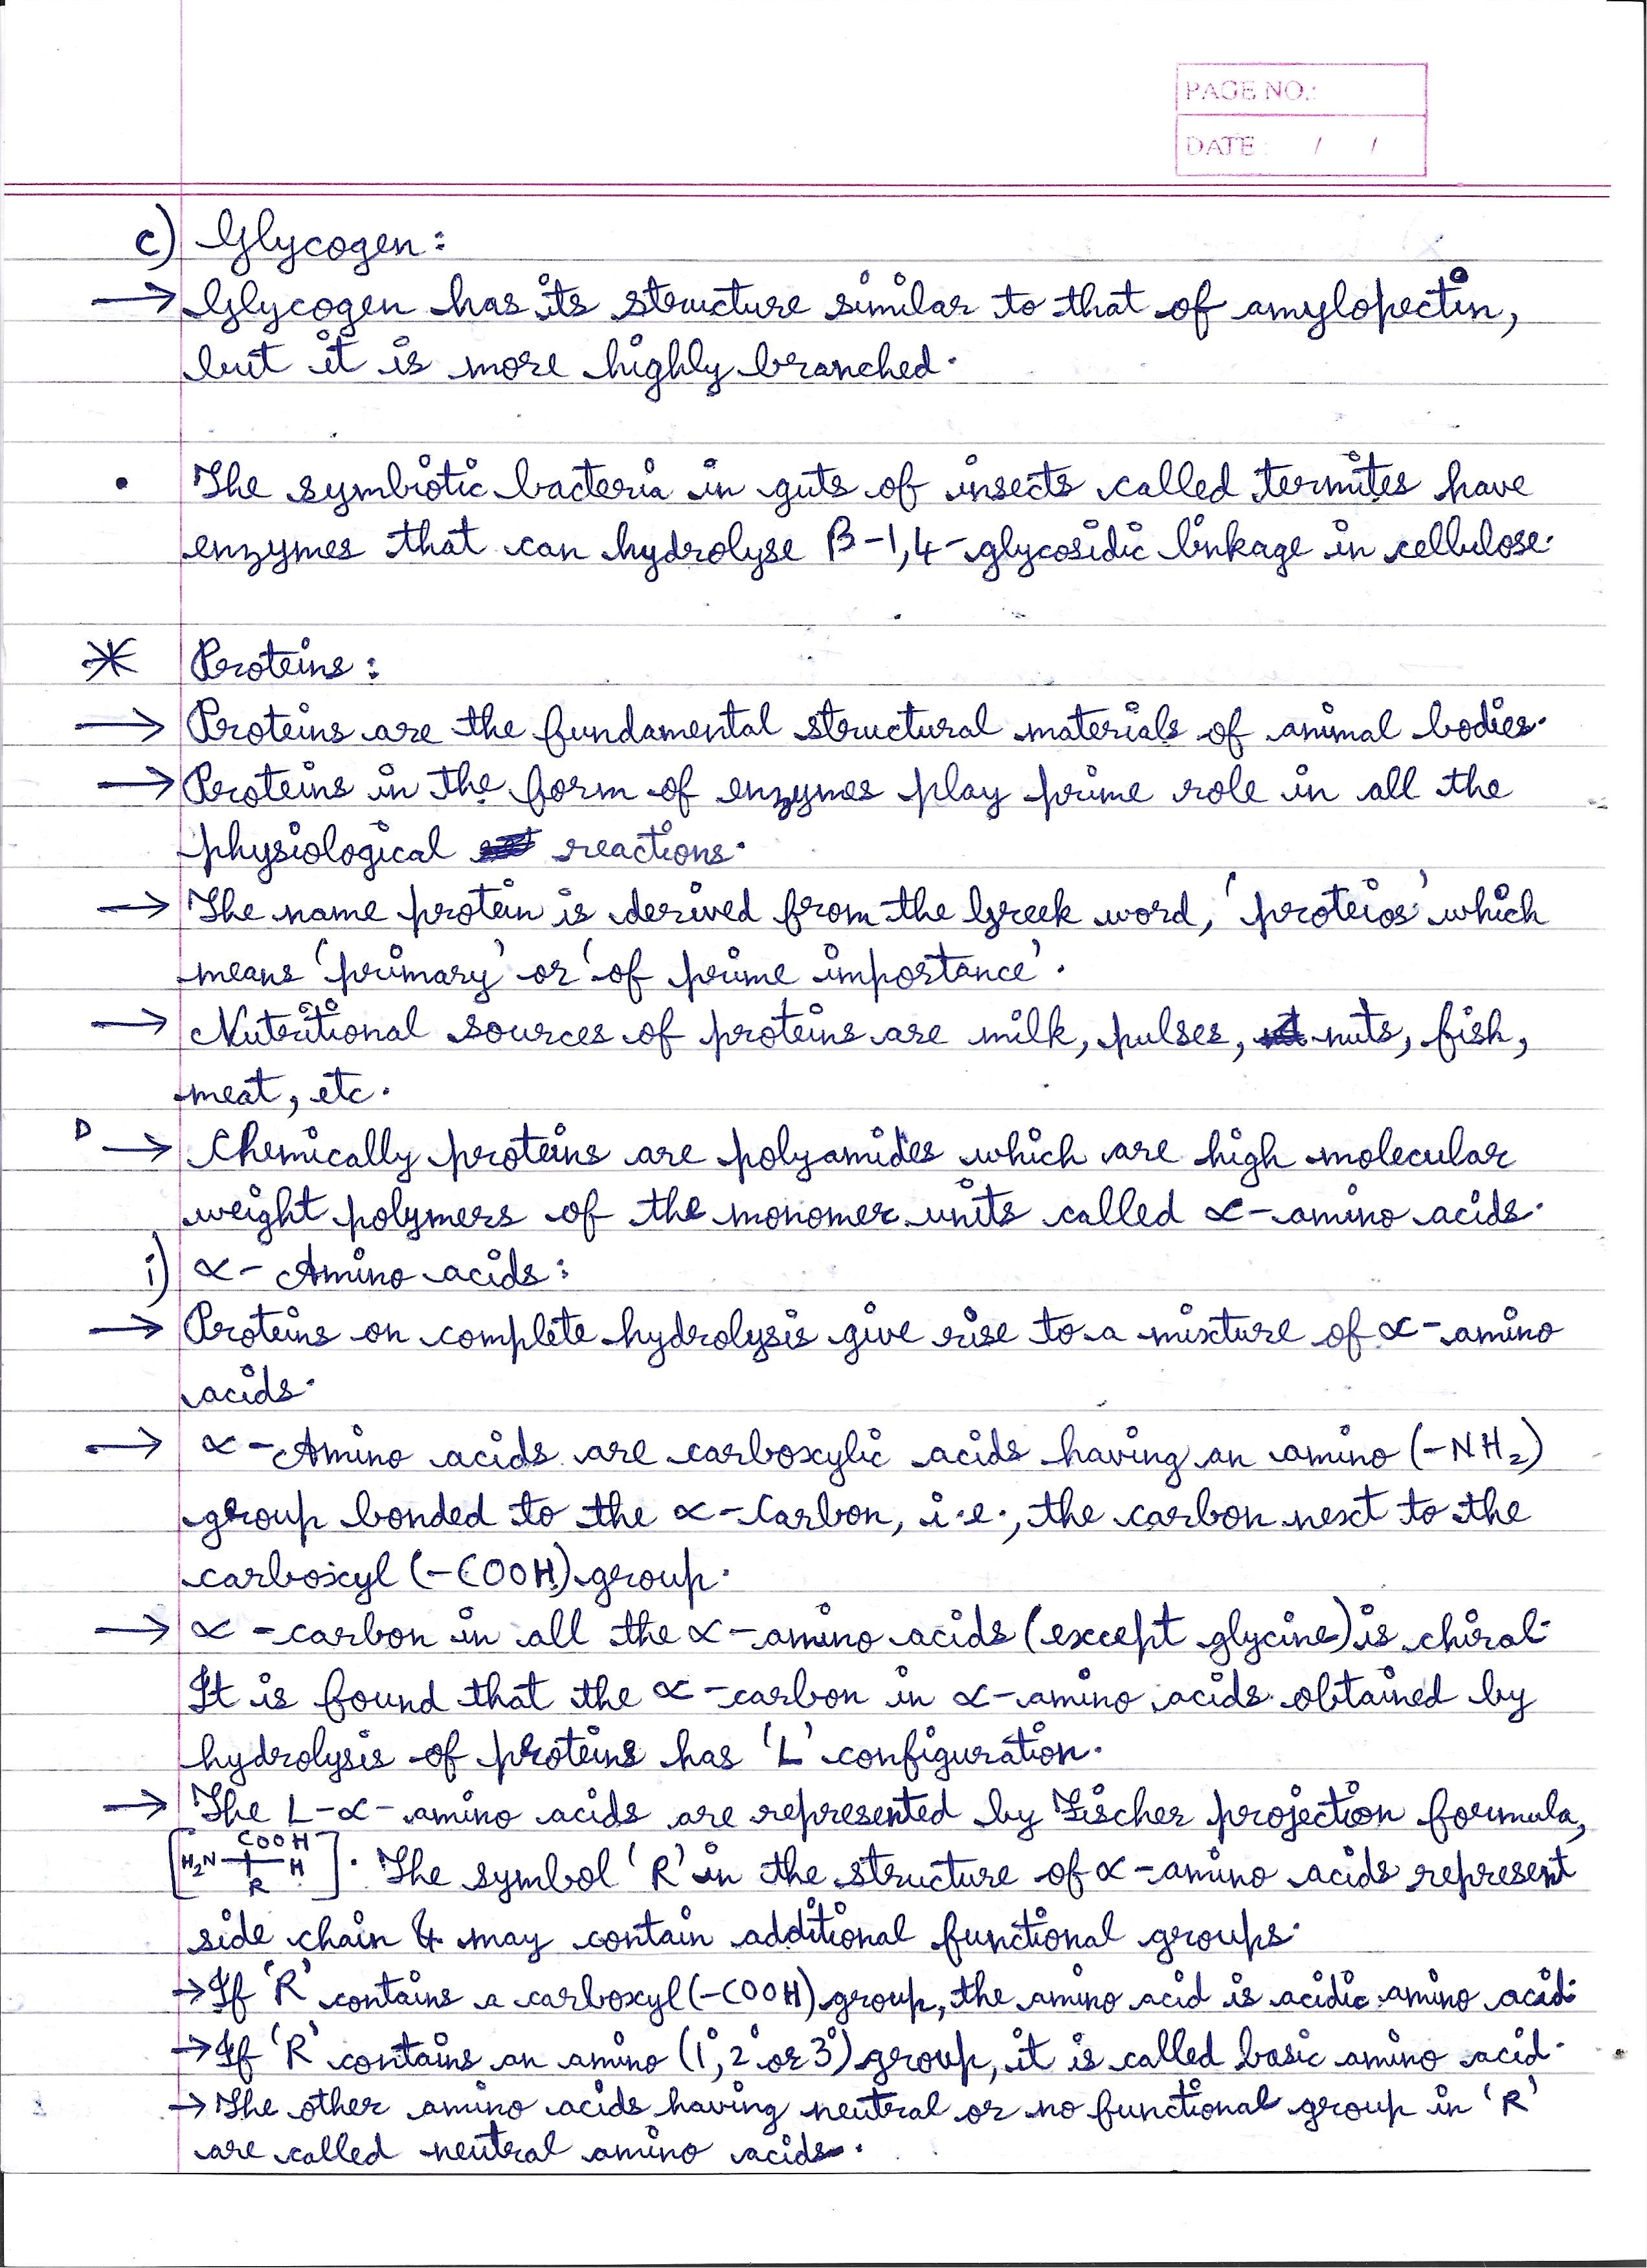 PAGE NO.:
DATE: / /
c) Glycogen:
→ Glycogen has its structure similar to that of amylopectin,
but it is more highly branched.
• The symbiotic bacteria in guts of insects called termites have
enzymes that can hydrolyse β-1,4-glycosidic linkage in cellulose.
* Proteins:
→ Proteins are the fundamental structural materials of animal bodies.
→ Proteins in the form of enzymes play prime role in all the
physiological reactions.
→ The name protein is derived from the Greek word, 'proteios' which
means 'primary' or 'of prime importance'.
→ Nutritional sources of proteins are milk, pulses, nuts, fish,
meat, etc.
D → Chemically proteins are polyamides which are high molecular
weight polymers of the monomer units called α-amino acids.
i) α-Amino acids:
→ Proteins on complete hydrolysis give rise to a mixture of α-amino
acids.
→ α-Amino acids are carboxylic acids having an amino (-NH₂)
group bonded to the α-Carbon, i.e., the carbon next to the
carboxyl (-COOH) group.
→ α-carbon in all the α-amino acids (except glycine) is chiral.
It is found that the α-carbon in α-amino acids obtained by
hydrolysis of proteins has 'L' configuration.
→ The L-α-amino acids are represented by Fischer projection formula,
COOH
[H₂N H]. The symbol 'R' in the structure of α-amino acids represent
R
side chain & may contain additional functional groups.
→ If 'R' contains a carboxyl (-COOH) group, the amino acid is acidic amino acid.
→ If 'R' contains an amino (1°, 2° or 3°) group, it is called basic amino acid.
→ The other amino acids having neutral or no functional group in 'R'
are called neutral amino acids.